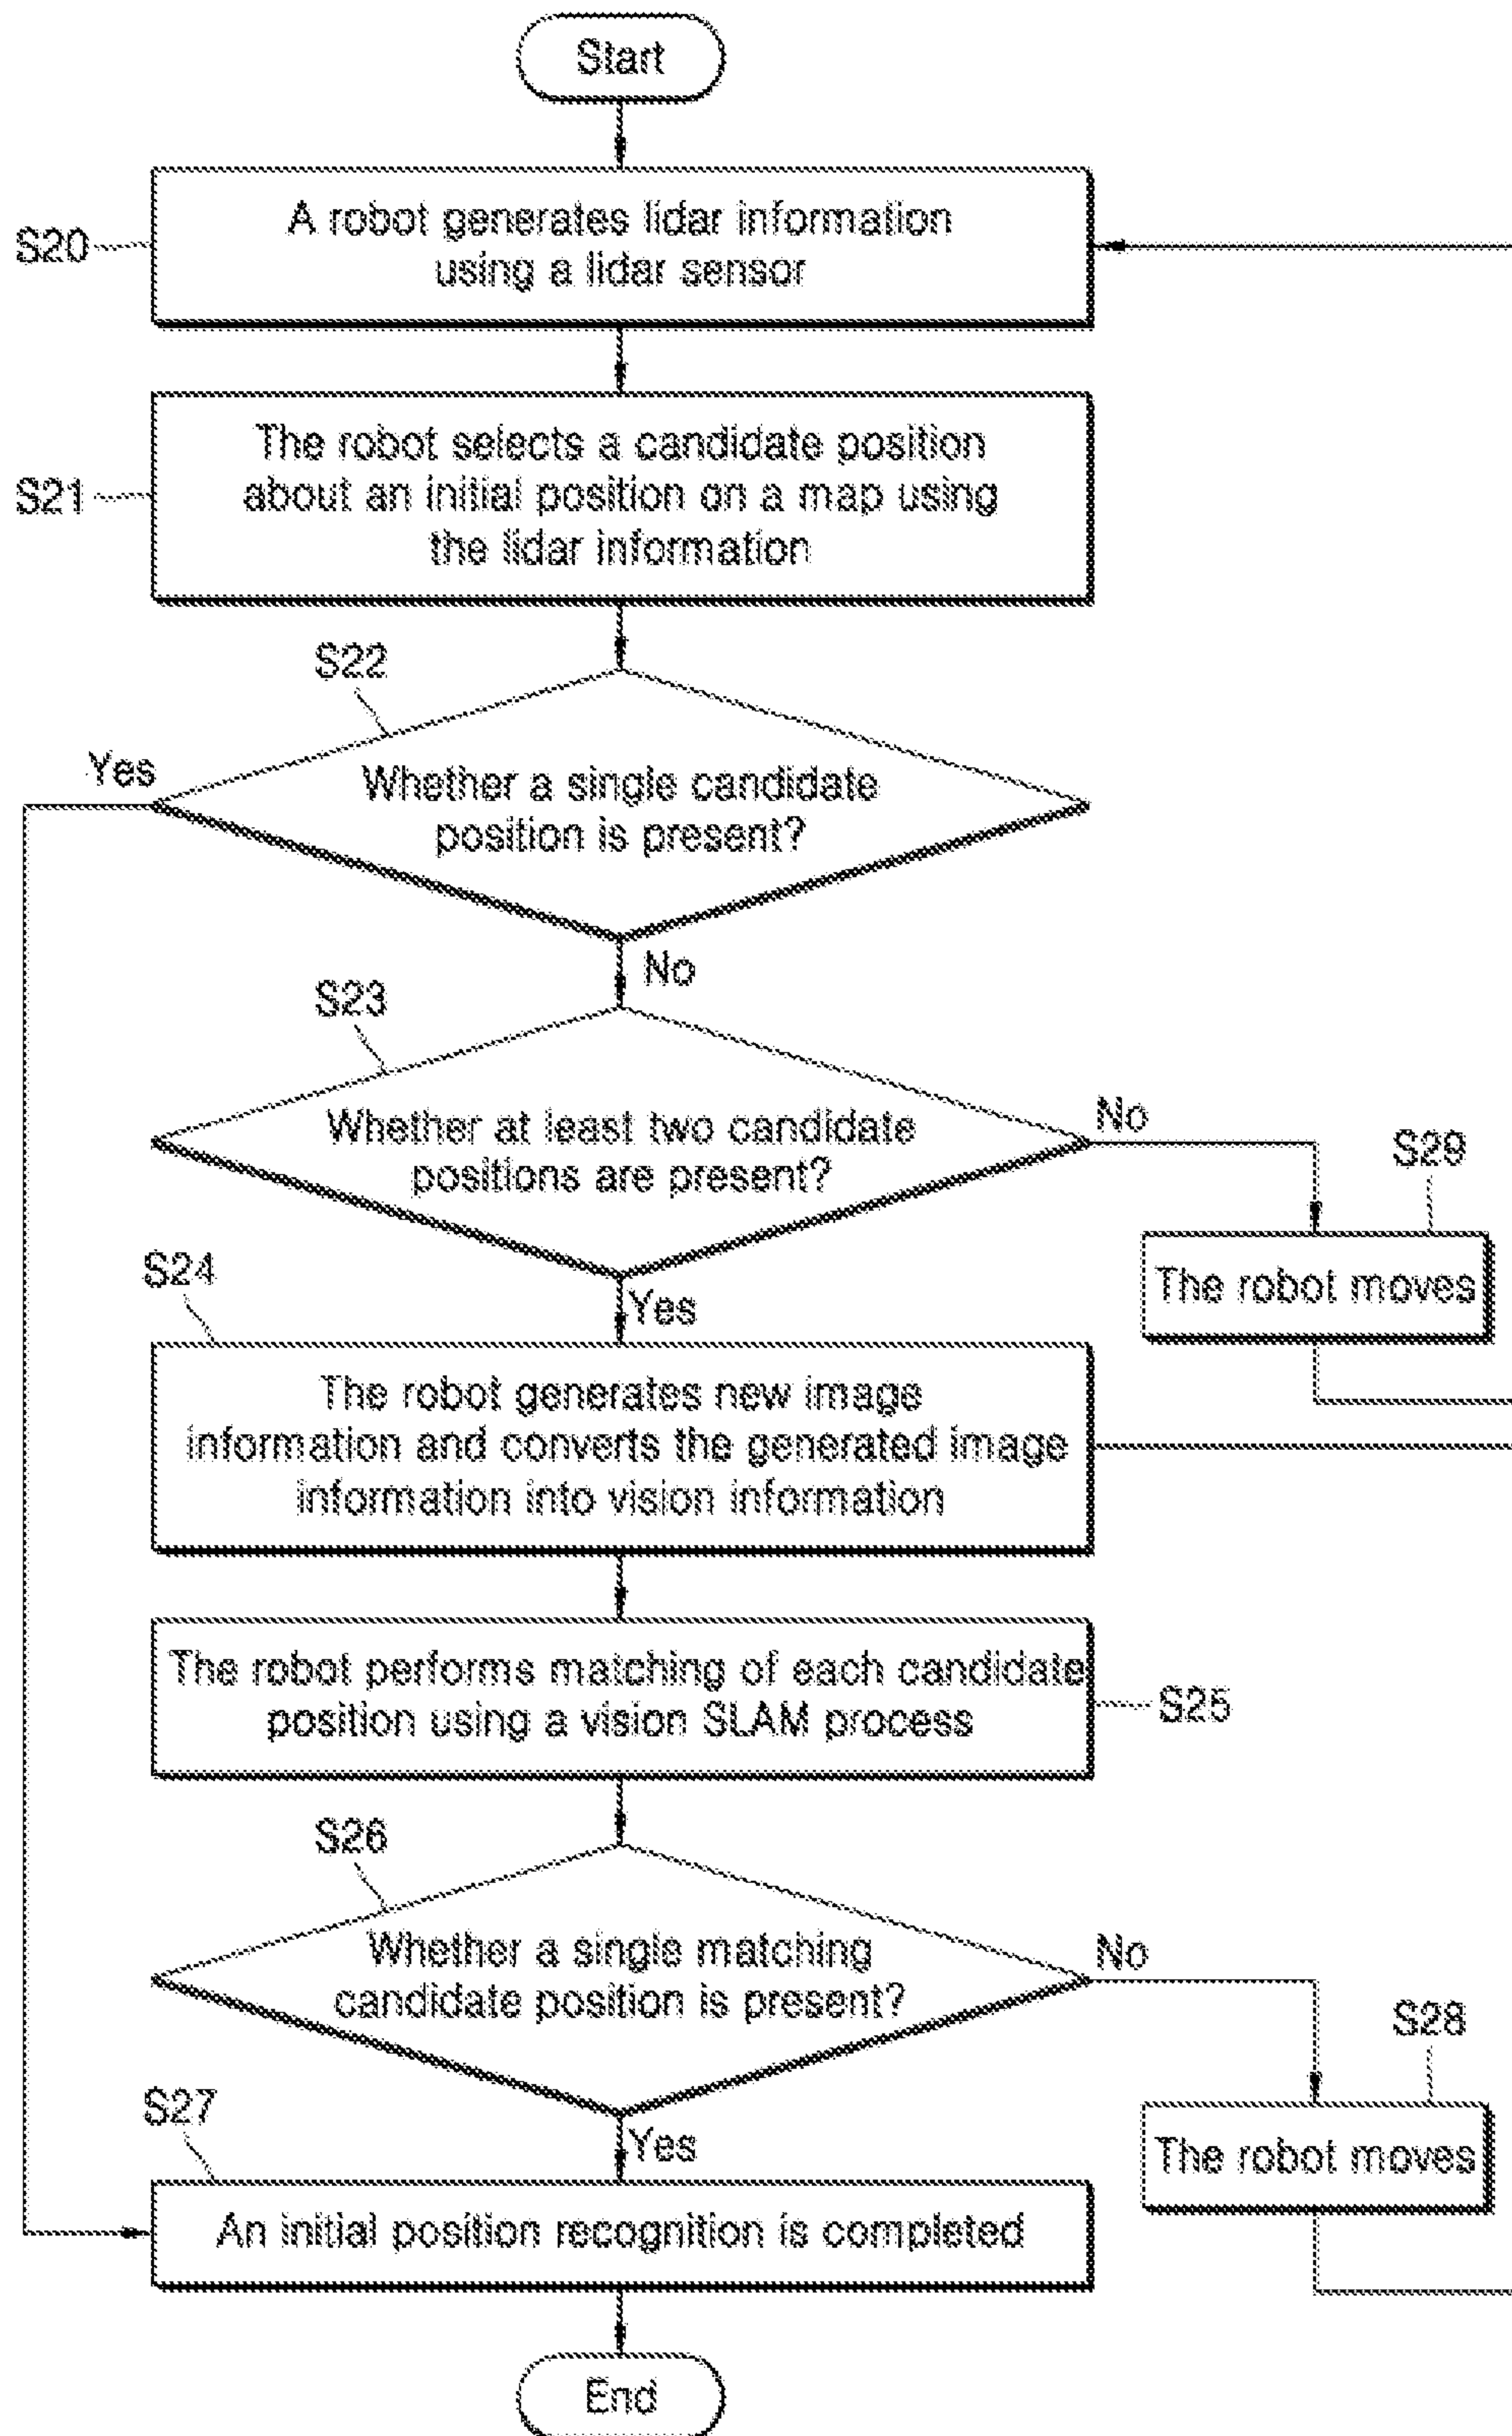 Start
S20
A robot generates lidar information
using a lidar sensor
S21
The robot selects a candidate position
about an initial position on a map using
the lidar information
S22
Yes
Whether a single candidate
position is present?
No
S23
Whether at least two candidate
positions are present?
No
S29
The robot moves
S24
Yes
The robot generates new image
information and converts the generated image
information into vision information
The robot performs matching of each candidate
position using a vision SLAM process
S25
S26
Whether a single matching
candidate position is present?
No
S28
The robot moves
S27
Yes
An initial position recognition is completed
End